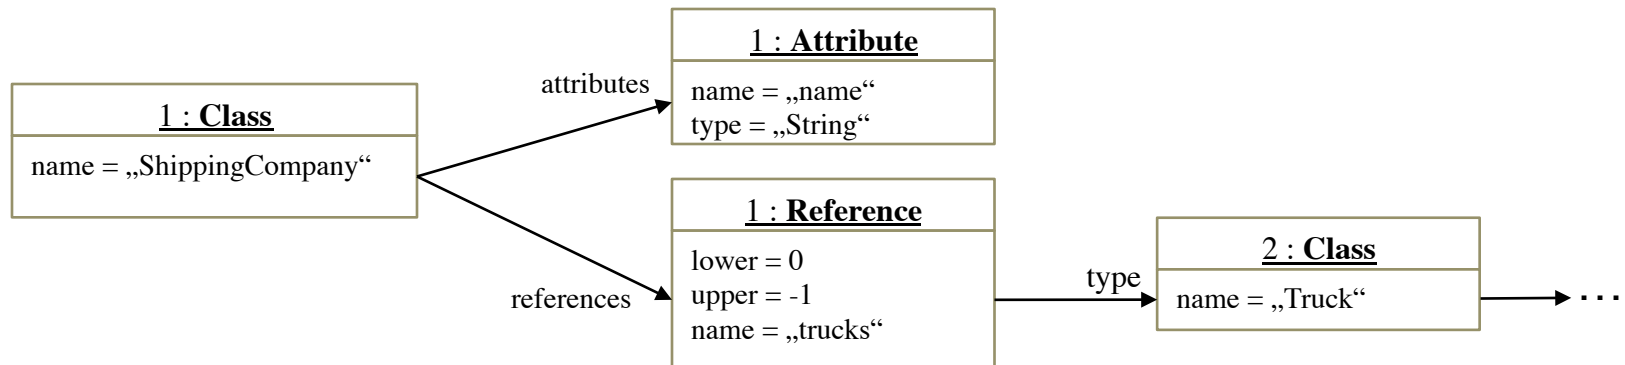 1 : Attribute
name = „name“
type = „String“
attributes
1 : Class
name = „ShippingCompany“
references
1 : Reference
lower = 0
upper = -1
name = „trucks“
type
2 : Class
name = „Truck“
...